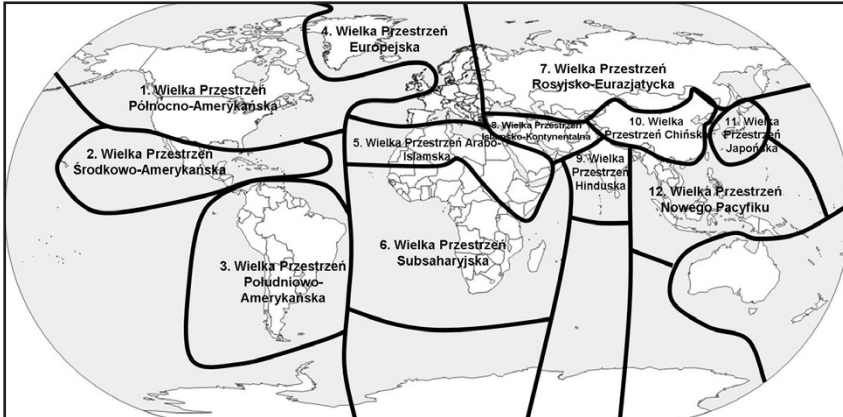 4. Wielka Przestrzeń
Europejska
1. Wielka Przestrzeń
Północno-Amerykańska
7. Wielka Przestrzeń
Rosyjsko-Eurazjatycka
2. Wielka Przestrzeń
Środkowo-Amerykańska
5. Wielka Przestrzeń Arabo-
Islamska
8. Wielka Przestrzeń
Islamsko-Kontynentalna
10. Wielka
Przestrzeń Chińska
11. Wielka
Przestrzeń
Japońska
9. Wielka
Przestrzeń
Hinduska
12. Wielka Przestrzeń
Nowego Pacyfiku
3. Wielka Przestrzeń
Południowo-
Amerykańska
6. Wielka Przestrzeń
Subsaharyjska